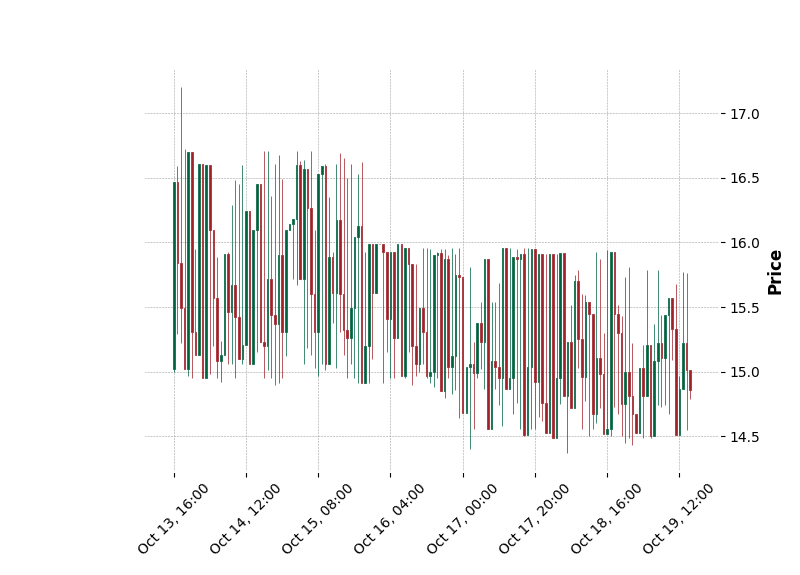 17.0
16.5
16.0
15.5
15.0
14.5
Price
Oct 13, 16:00
Oct 14, 12:00
Oct 15, 08:00
Oct 16, 04:00
Oct 17, 00:00
Oct 17, 20:00
Oct 18, 16:00
Oct 19, 12:00